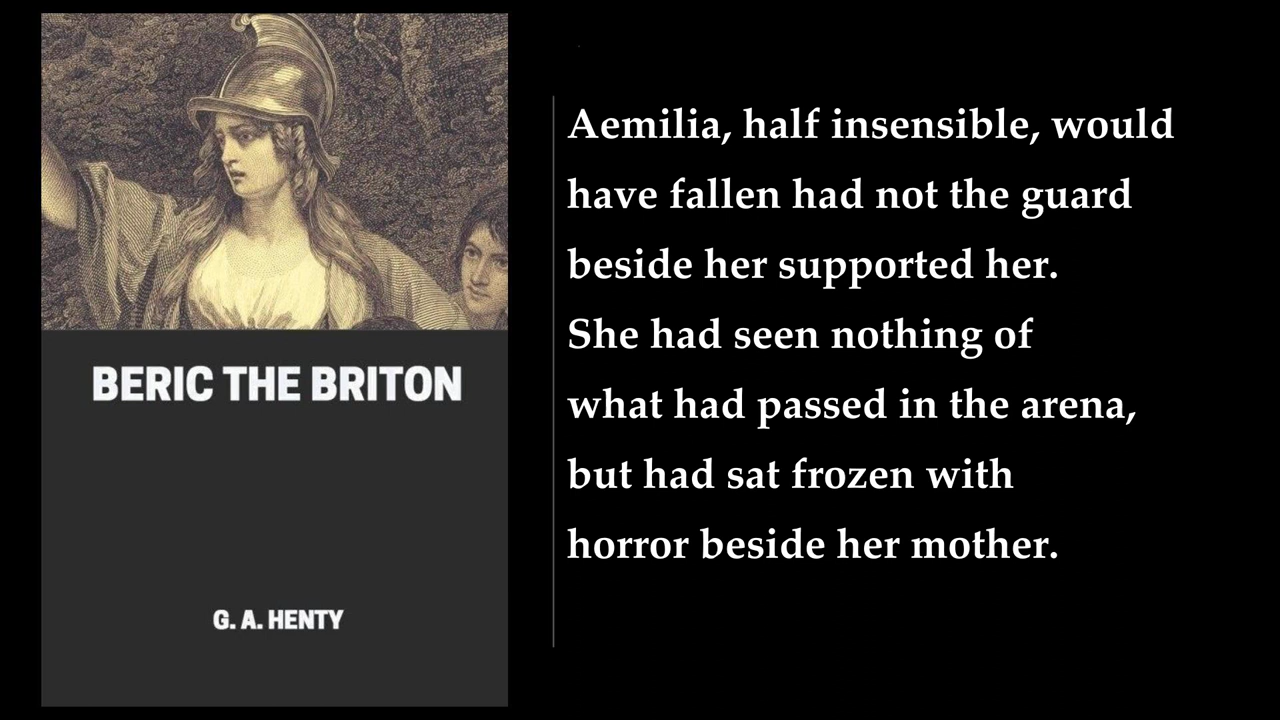 BERIC THE BRITON
G. A. HENTY
Aemilia, half insensible, would
have fallen had not the guard
beside her supported her.
She had seen nothing of
what had passed in the arena,
but had sat frozen with
horror beside her mother.